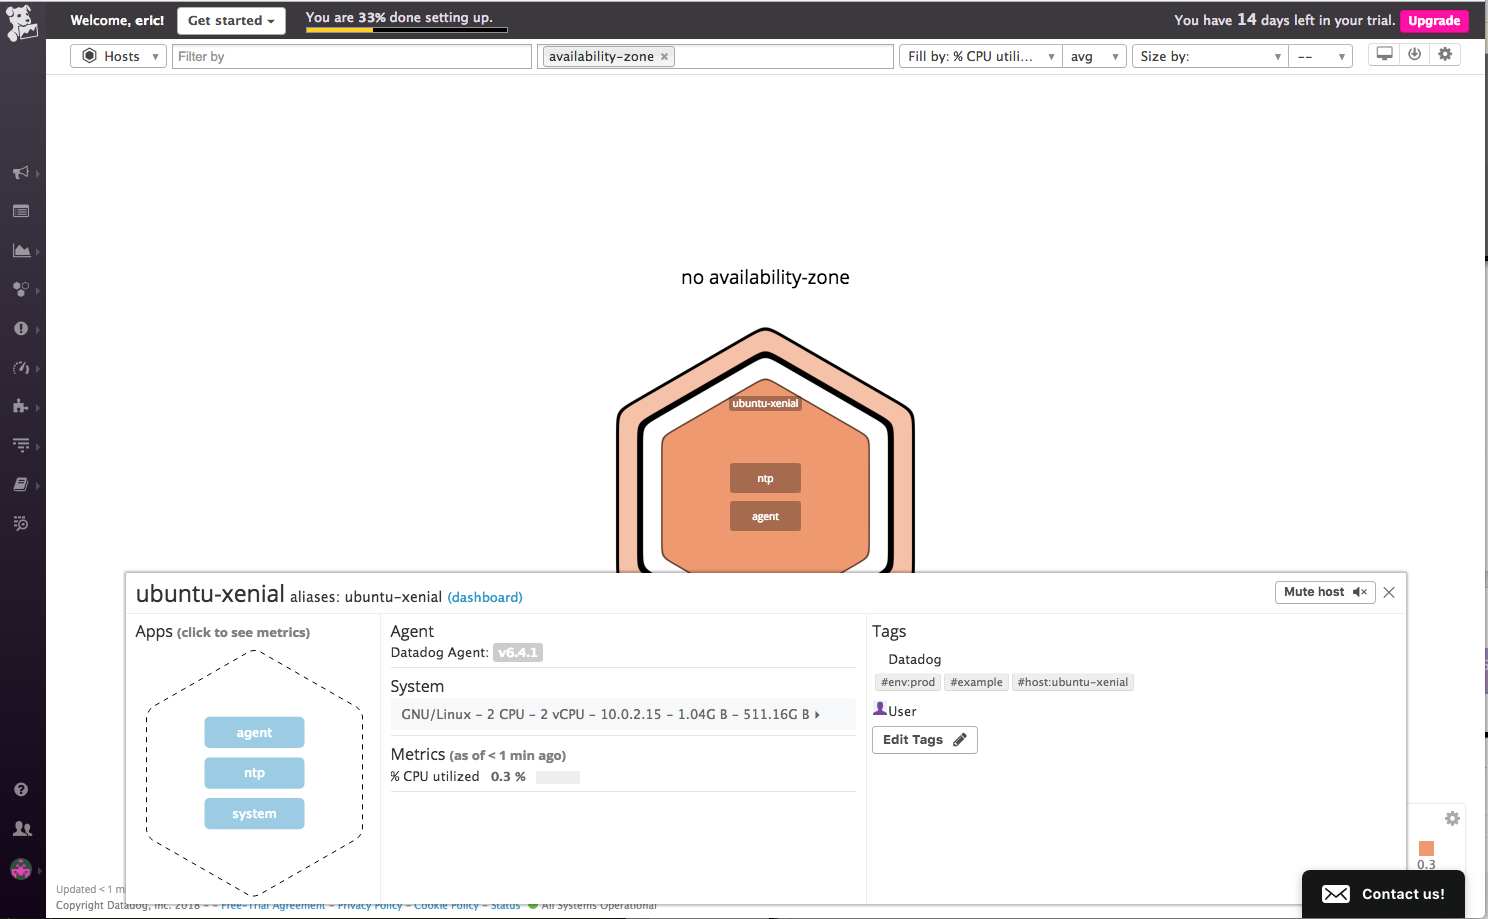 Welcome, eric!
Get started
You are 33% done setting up.
You have 14 days left in your trial.
Upgrade
Hosts
Filter by
availability-zone ×
Fill by: % CPU utili...
avg
Size by:
--
no availability-zone
ubuntu-xenial
ntp
agent
ubuntu-xenial aliases: ubuntu-xenial (dashboard)
Mute host
Apps (click to see metrics)
agent
ntp
system
Agent
Datadog Agent: v6.4.1
System
GNU/Linux - 2 CPU - 2 vCPU - 10.0.2.15 - 1.04G B - 511.16G B
Metrics (as of < 1 min ago)
% CPU utilized 0.3 %
Tags
Datadog
#env:prod #example #host:ubuntu-xenial
User
Edit Tags
0.3
Updated < 1 m
Copyright Datadog, Inc. 2018 - - Free-Trial Agreement - Privacy Policy - Cookie Policy - Status All Systems Operational
Contact us!